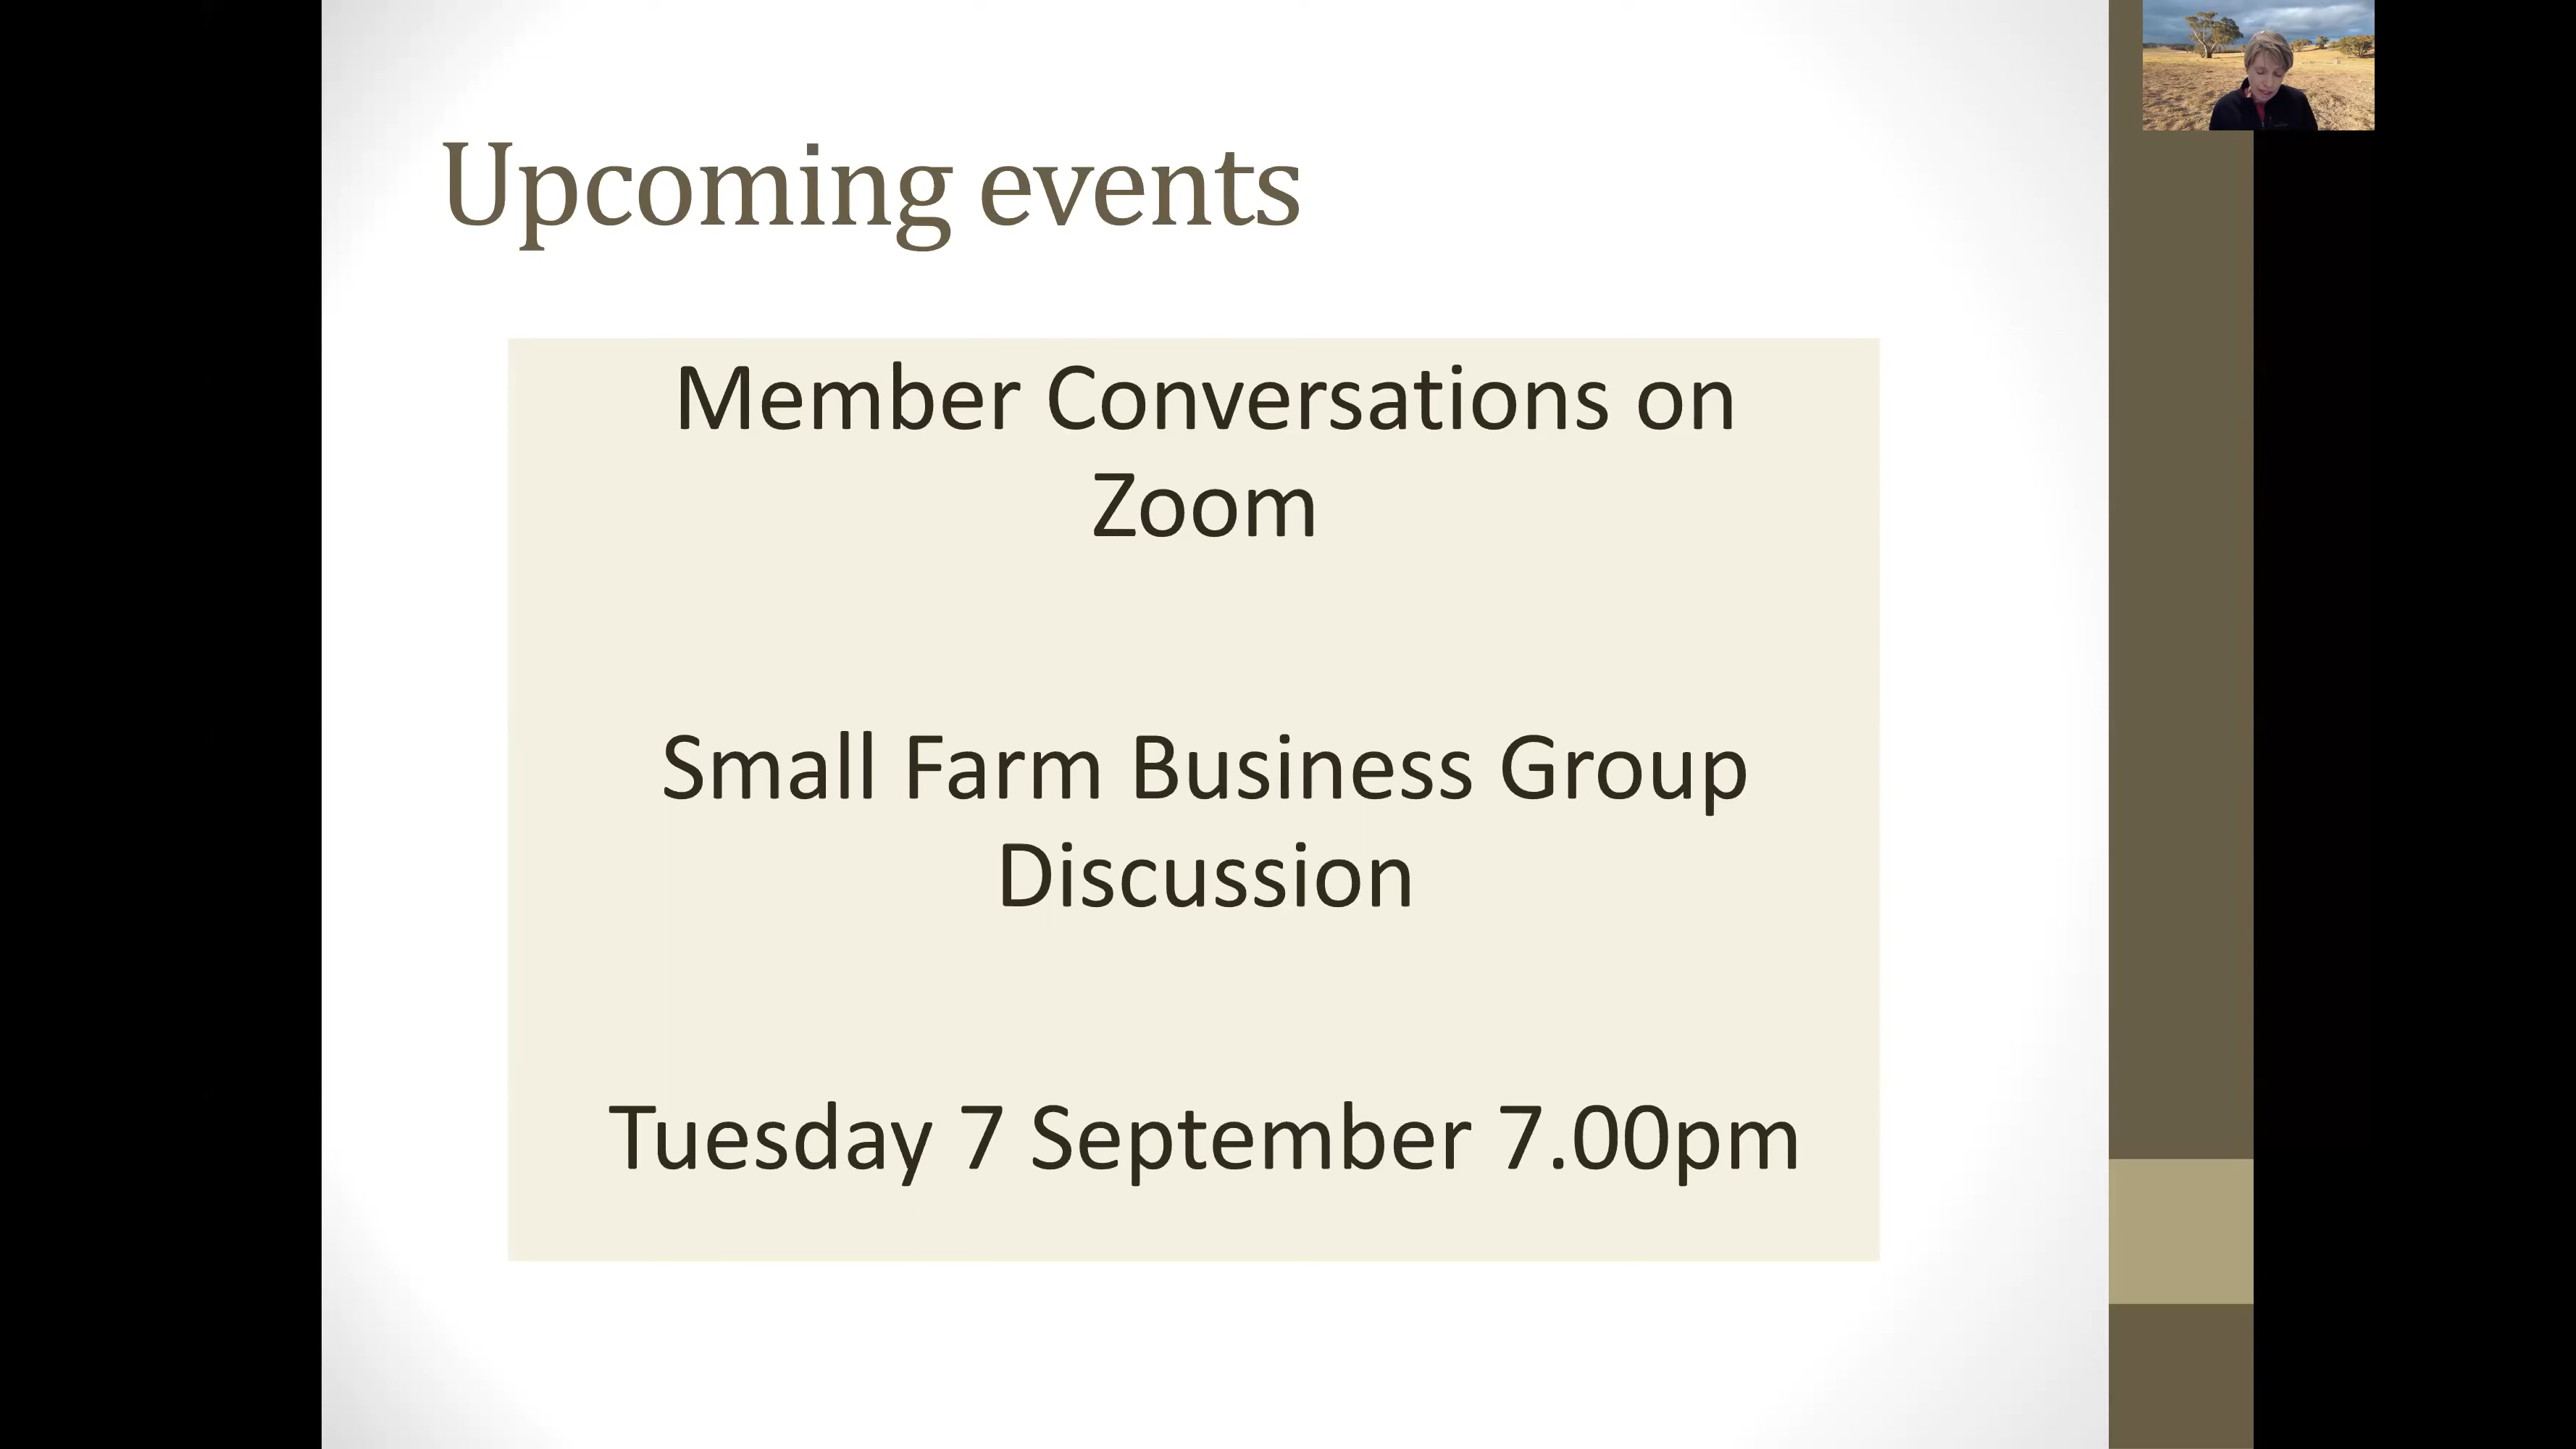 Upcoming events
Member Conversations on
Zoom
Small Farm Business Group
Discussion
Tuesday 7 September 7.00pm